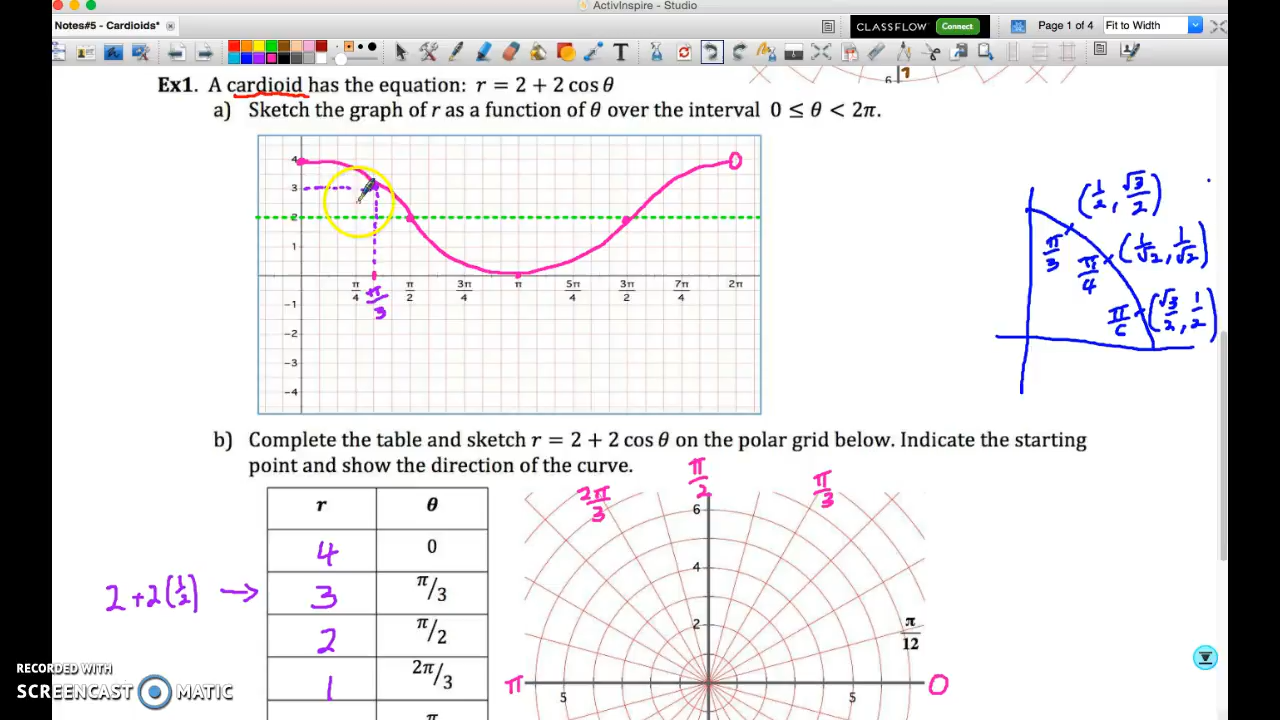 ActivInspire - Studio
Notes#5 - Cardioids*
CLASSFLOW Connect
Page 1 of 4
Fit to Width
Ex1. A cardioid has the equation: r = 2 + 2 cos θ
a) Sketch the graph of r as a function of θ over the interval 0 ≤ θ < 2π.
4
3
2
1
-1
-2
-3
-4
π/4 π/3 π/2 3π/4 π 5π/4 3π/2 7π/4 2π
(1/2, √3/2)
π/3
(1/√2, 1/√2)
π/4
(√3/2, 1/2)
π/6
b) Complete the table and sketch r = 2 + 2 cos θ on the polar grid below. Indicate the starting
point and show the direction of the curve.
r θ
4 0
2+2(1/2) → 3 π/3
2 π/2
1 2π/3
π
2π/3 π/2 π/3
6
4
2
π/12
π 5 5 0
RECORDED WITH
SCREENCAST MATIC